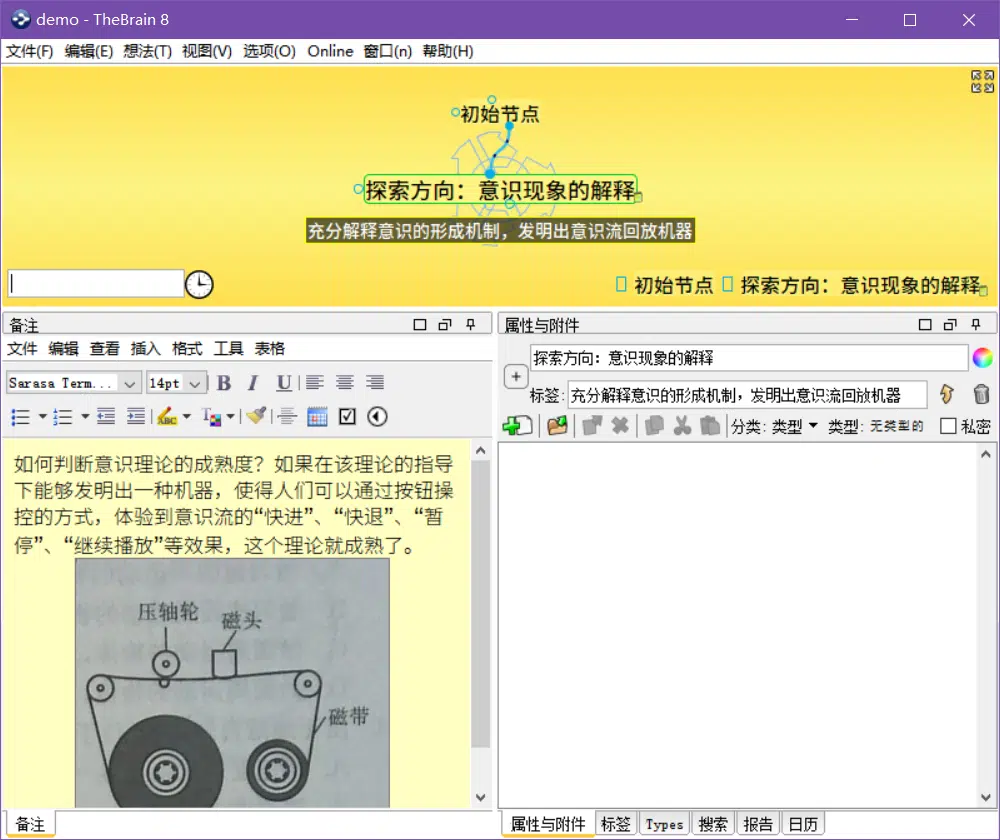 demo - TheBrain 8
文件(F) 编辑(E) 想法(T) 视图(V) 选项(O) Online 窗口(n) 帮助(H)
初始节点
探索方向：意识现象的解释
充分解释意识的形成机制，发明出意识流回放机器
初始节点 探索方向：意识现象的解释
备注
文件 编辑 查看 插入 格式 工具 表格
Sarasa Term... 14pt B I U
ABC T
如何判断意识理论的成熟度？如果在该理论的指导
下能够发明出一种机器，使得人们可以通过按钮操
控的方式，体验到意识流的“快进”、“快退”、“暂
停”、“继续播放”等效果，这个理论就成熟了。
压轴轮 磁头
磁带
备注
属性与附件
探索方向：意识现象的解释
标签: 充分解释意识的形成机制，发明出意识流回放机器
分类: 类型 类型: 无类型的 私密
属性与附件 标签 Types 搜索 报告 日历